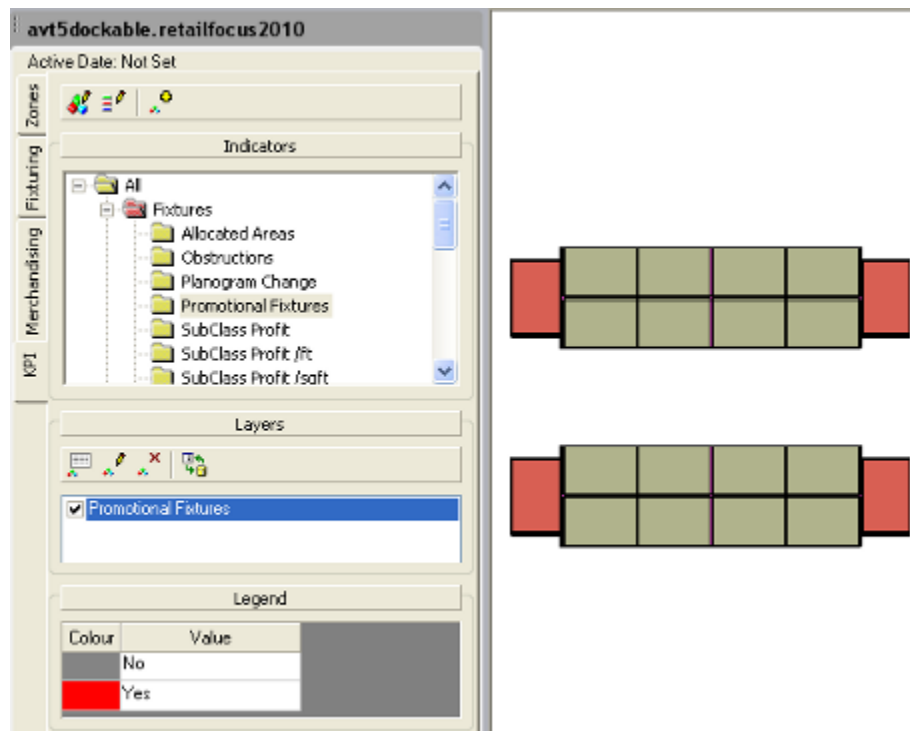 avt5dockable.retailfocus2010
Active Date: Not Set
Zones
Fixturing
Merchandising
KPI
Indicators
All
Fixtures
Allocated Areas
Obstructions
Planogram Change
Promotional Fixtures
SubClass Profit
SubClass Profit /ft
SubClass Profit /sqft
Layers
Promotional Fixtures
Legend
Colour Value
No
Yes